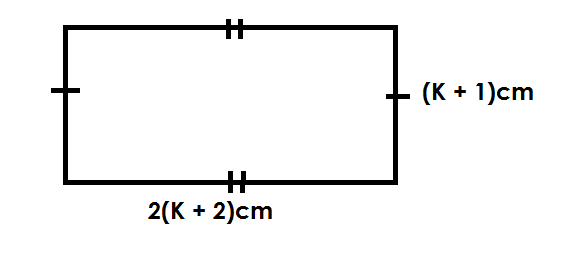 (K + 1)cm
2(K + 2)cm